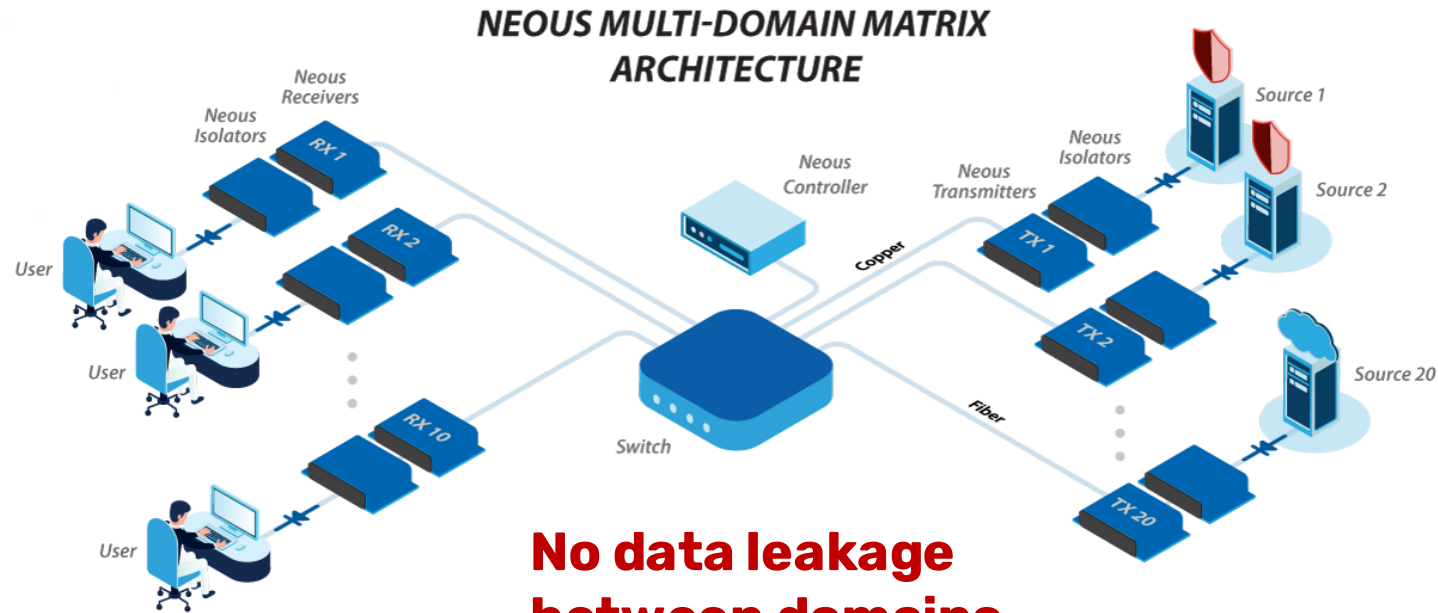 NEOUS MULTI-DOMAIN MATRIX
ARCHITECTURE
Neous
Receivers
Neous
Isolators
RX 1
RX 2
RX 10
User
User
User
Neous
Controller
Switch
Copper
Fiber
Neous
Transmitters
Neous
Isolators
TX 1
TX 2
TX 20
Source 1
Source 2
Source 20
No data leakage
between domains